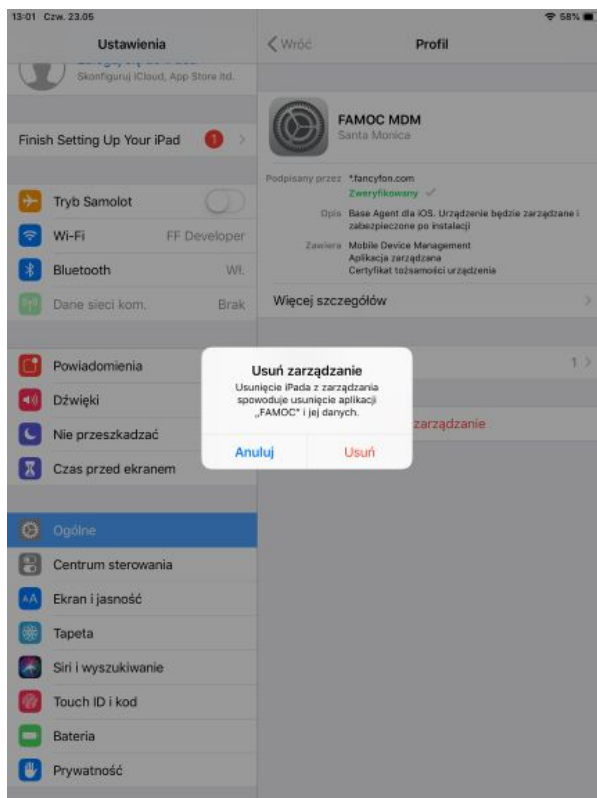 13:01 Czw. 23.05
58%
Ustawienia
Skonfiguruj iCloud, App Store itd.
Finish Setting Up Your iPad 1
Tryb Samolot
Wi-Fi FF Developer
Bluetooth Wł.
Dane sieci kom. Brak
Powiadomienia
Dźwięki
Nie przeszkadzać
Czas przed ekranem
Ogólne
Centrum sterowania
AA Ekran i jasność
Tapeta
Siri i wyszukiwanie
Touch ID i kod
Bateria
Prywatność
Wróć
Profil
FAMOC MDM
Santa Monica
Podpisany przez *.fancyfon.com
Zweryfikowany
Opis Base Agent dla iOS. Urządzenie będzie zarządzane i
zabezpieczone po instalacji
Zawiera Mobile Device Management
Aplikacja zarządzana
Certyfikat tożsamości urządzenia
Więcej szczegółów
1
zarządzanie
Usuń zarządzanie
Usunięcie iPada z zarządzania
spowoduje usunięcie aplikacji
„FAMOC" i jej danych.
Anuluj
Usuń